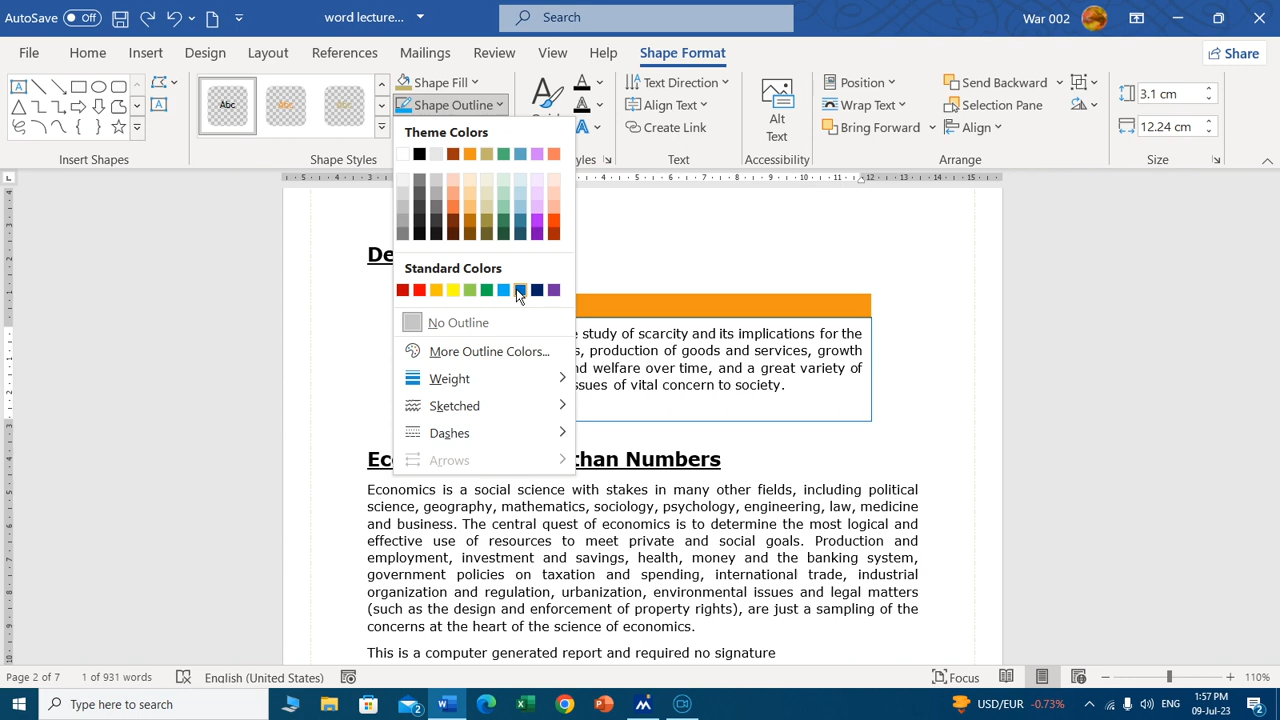 AutoSave Off word lecture... Search War 002
File Home Insert Design Layout References Mailings Review View Help Shape Format Share
Abc Abc Abc
Shape Fill
Shape Outline
Text Direction
Align Text
Create Link
Alt
Text
Position
Wrap Text
Bring Forward
Send Backward
Selection Pane
Align
3.1 cm
12.24 cm
Insert Shapes Shape Styles Text Accessibility Arrange Size
Theme Colors
Standard Colors
No Outline
More Outline Colors...
Weight
Sketched
Dashes
Arrows
De
study of scarcity and its implications for the
s, production of goods and services, growth
nd welfare over time, and a great variety of
ssues of vital concern to society.
Ec than Numbers
Economics is a social science with stakes in many other fields, including political
science, geography, mathematics, sociology, psychology, engineering, law, medicine
and business. The central quest of economics is to determine the most logical and
effective use of resources to meet private and social goals. Production and
employment, investment and savings, health, money and the banking system,
government policies on taxation and spending, international trade, industrial
organization and regulation, urbanization, environmental issues and legal matters
(such as the design and enforcement of property rights), are just a sampling of the
concerns at the heart of the science of economics.
This is a computer generated report and required no signature
Page 2 of 7 1 of 931 words English (United States) Focus 110%
Type here to search USD/EUR -0.73% ENG 1:57 PM
09-Jul-23